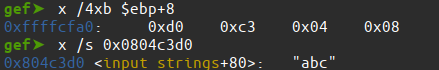 gef➤ x /4xb $ebp+8
0xffffcfa0: 0xd0 0xc3 0x04 0x08
gef➤ x /s 0x0804c3d0
0x804c3d0 <input_strings+80>: "abc"